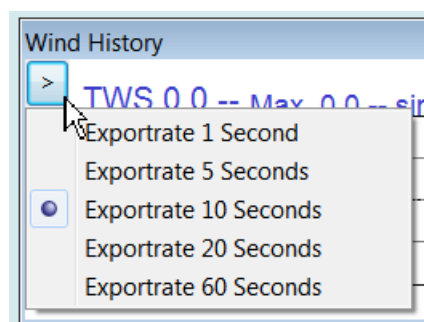 Wind History
>
TWS 0.0 -- Max 0.0 -- sin
Exportrate 1 Second
Exportrate 5 Seconds
Exportrate 10 Seconds
Exportrate 20 Seconds
Exportrate 60 Seconds